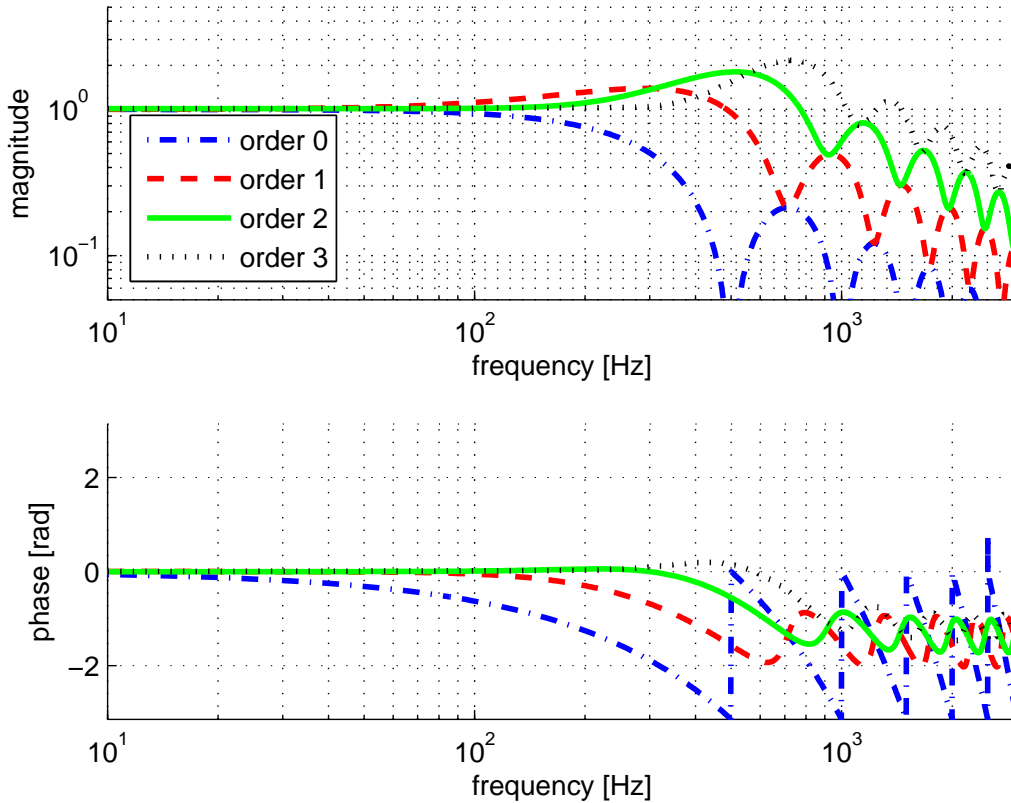 magnitude
10^0
10^−1
order 0
order 1
order 2
order 3
10^1
10^2
10^3
frequency [Hz]
phase [rad]
2
0
−2
10^1
10^2
10^3
frequency [Hz]